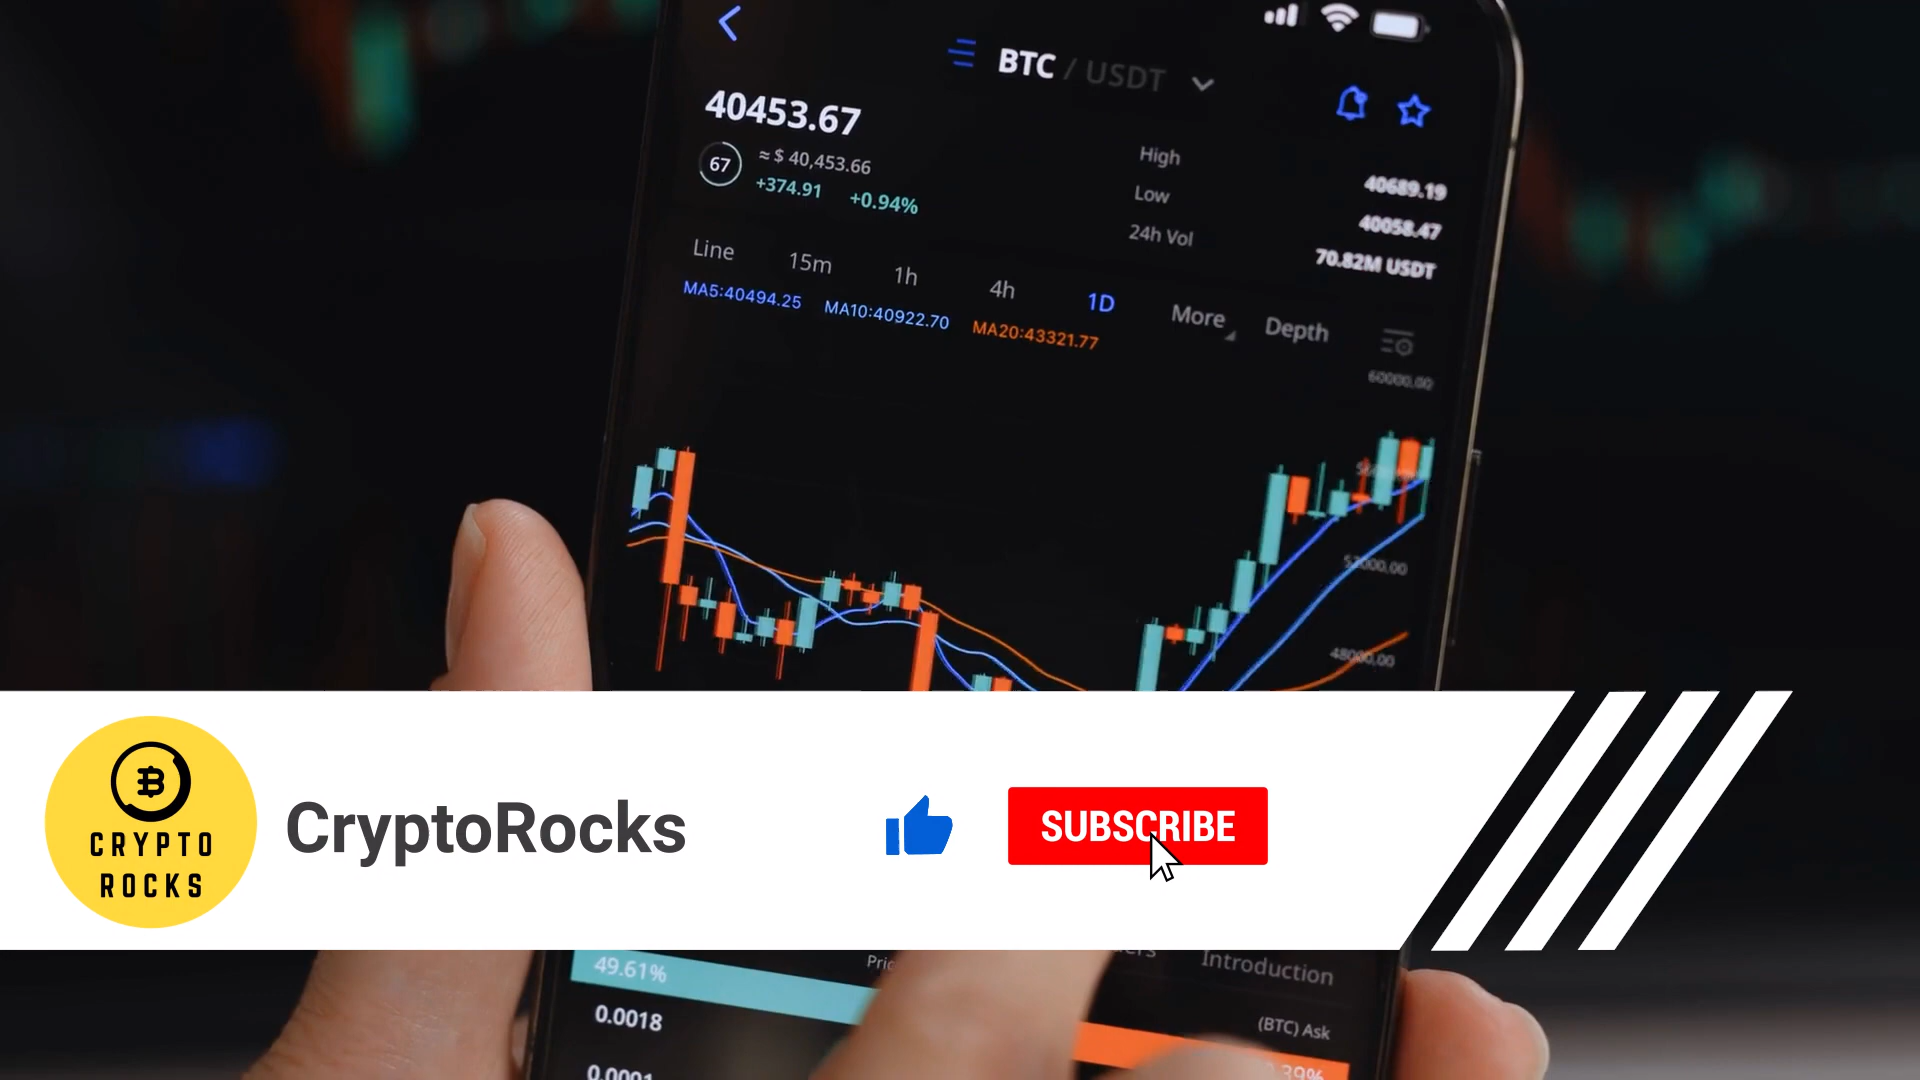 BTC / USDT
40453.67
67
≈ $ 40,453.66
+374.91 +0.94%
High 40689.19
Low 40058.47
24h Vol 70.82M USDT
Line 15m 1h 4h 1D More Depth
MA5:40494.25 MA10:40922.70 MA20:43321.77
60000.00
52000.00
48000.00
CRYPTO
ROCKS
CryptoRocks
SUBSCRIBE
Introduction
49.61%
(BTC) Ask
0.0018